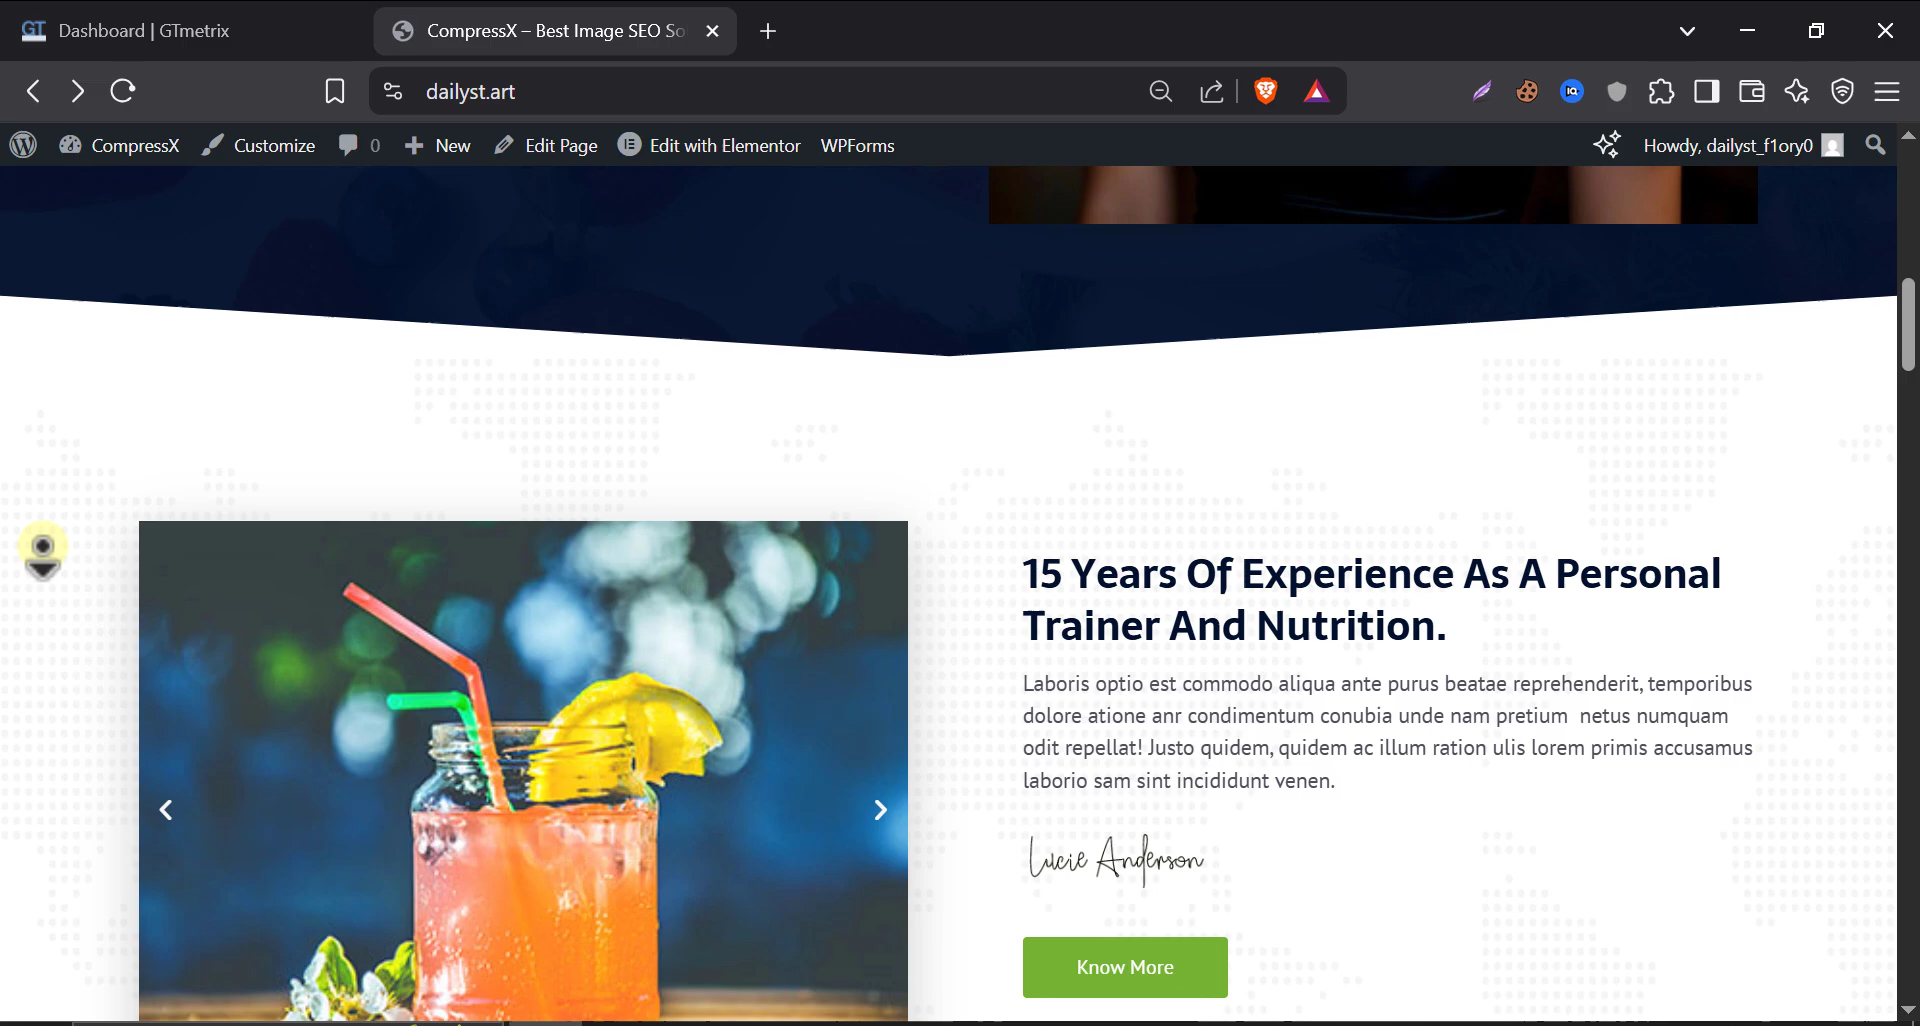 GT Dashboard | GTmetrix
CompressX – Best Image SEO So
dailyst.art
IQ
CompressX Customize 0 New Edit Page Edit with Elementor WPForms
Howdy, dailyst_f1ory0
15 Years Of Experience As A Personal
Trainer And Nutrition.
Laboris optio est commodo aliqua ante purus beatae reprehenderit, temporibus
dolore atione anr condimentum conubia unde nam pretium netus numquam
odit repellat! Justo quidem, quidem ac illum ration ulis lorem primis accusamus
laborio sam sint incididunt venen.
Lucie Anderson
Know More